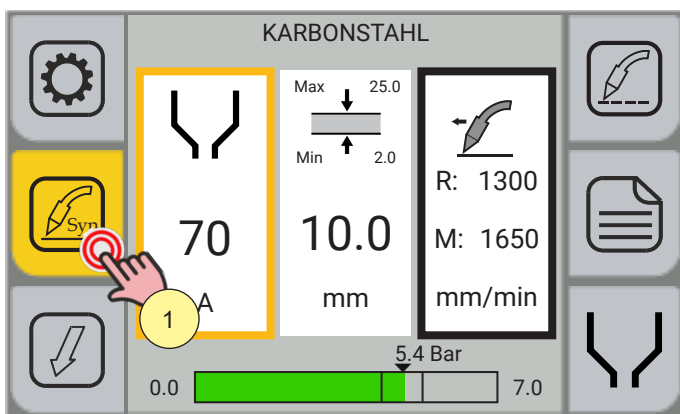 KARBONSTAHL
Max 25.0
Min 2.0
R: 1300
Syn
70
10.0
M: 1650
A
mm
mm/min
1
5.4 Bar
0.0
7.0